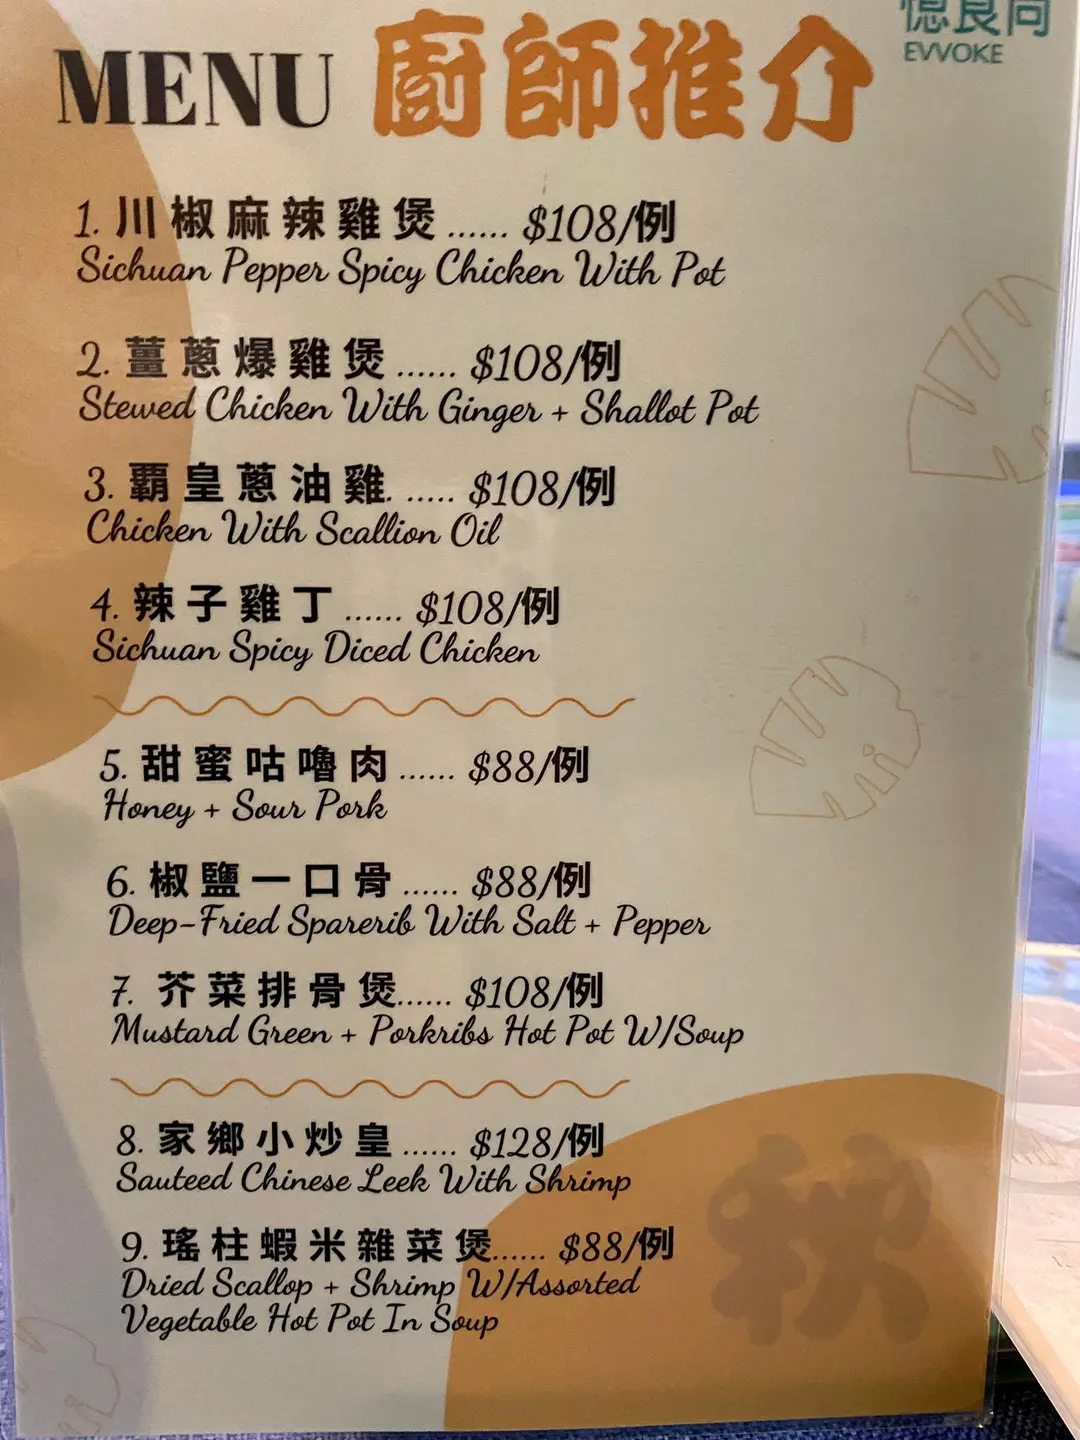 憶食尚
EVVOKE
MENU 廚師推介
1. 川椒麻辣雞煲 ...... $108/例
Sichuan Pepper Spicy Chicken With Pot
2. 薑蔥爆雞煲 ...... $108/例
Stewed Chicken With Ginger + Shallot Pot
3. 霸皇蔥油雞. ..... $108/例
Chicken With Scallion Oil
4. 辣子雞丁 ...... $108/例
Sichuan Spicy Diced Chicken
5. 甜蜜咕嚕肉 ...... $88/例
Honey + Sour Pork
6. 椒鹽一口骨 ...... $88/例
Deep-Fried Sparerib With Salt + Pepper
7. 芥菜排骨煲...... $108/例
Mustard Green + Porkribs Hot Pot W/Soup
8. 家鄉小炒皇 ...... $128/例
Sauteed Chinese Leek With Shrimp
9. 瑤柱蝦米雜菜煲...... $88/例
Dried Scallop + Shrimp W/Assorted
Vegetable Hot Pot In Soup
秋